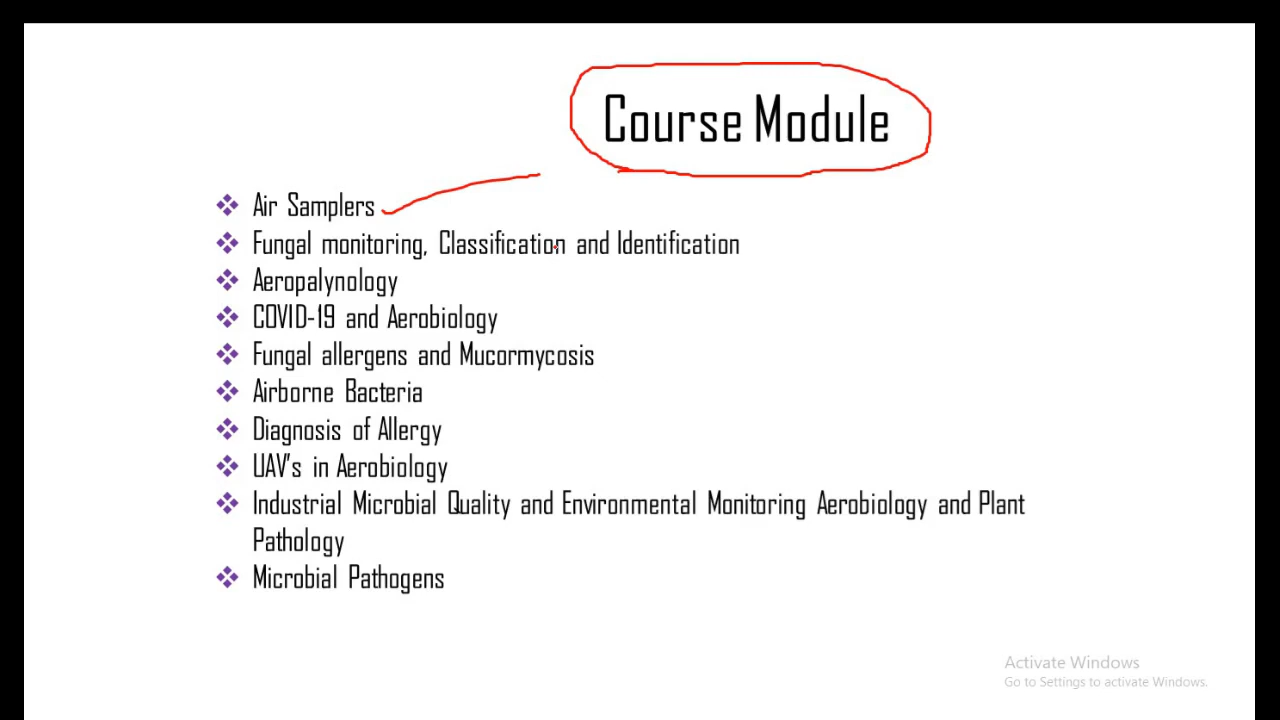 Course Module
Air Samplers
Fungal monitoring, Classification and Identification
Aeropalynology
COVID-19 and Aerobiology
Fungal allergens and Mucormycosis
Airborne Bacteria
Diagnosis of Allergy
UAV's in Aerobiology
Industrial Microbial Quality and Environmental Monitoring Aerobiology and Plant
Pathology
Microbial Pathogens
Activate Windows
Go to Settings to activate Windows.